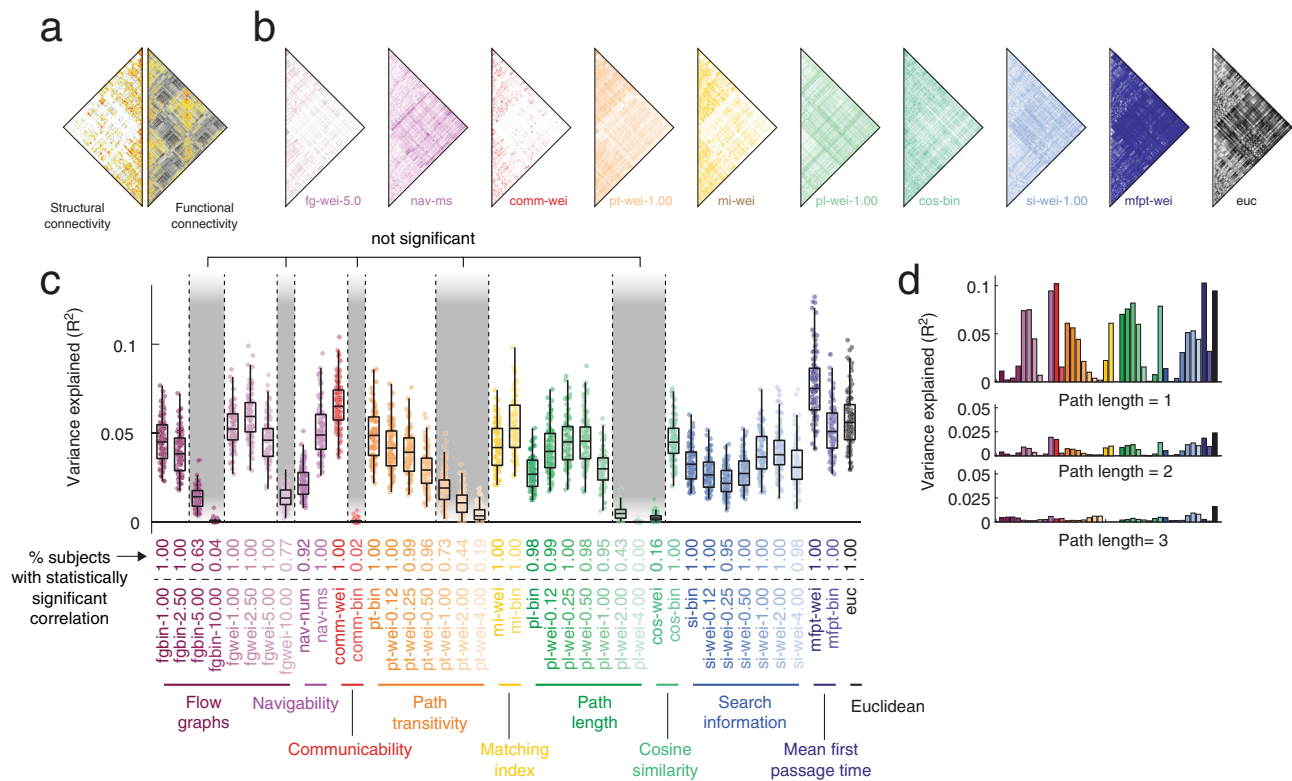 a
b
Structural
connectivity
Functional
connectivity
fg-wei-5.0
nav-ms
comm-wei
pt-wei-1.00
mi-wei
pl-wei-1.00
cos-bin
si-wei-1.00
mfpt-wei
euc
not significant
c
Variance explained (R²)
0.1
0.05
0
% subjects
with statistically
significant
correlation
1.00
1.00
0.63
0.04
1.00
1.00
1.00
0.77
0.92
1.00
1.00
0.02
1.00
1.00
0.99
0.96
0.73
0.44
0.19
1.00
1.00
0.98
0.99
1.00
0.98
0.95
0.43
0.00
0.16
1.00
1.00
1.00
0.95
1.00
1.00
1.00
0.98
1.00
1.00
1.00
fgbin-1.00
fgbin-2.50
fgbin-5.00
fgbin-10.00
fgwei-1.00
fgwei-2.50
fgwei-5.00
fgwei-10.00
nav-num
nav-ms
comm-wei
comm-bin
pt-bin
pt-wei-0.12
pt-wei-0.25
pt-wei-0.50
pt-wei-1.00
pt-wei-2.00
pt-wei-4.00
mi-wei
mi-bin
pl-bin
pl-wei-0.12
pl-wei-0.25
pl-wei-0.50
pl-wei-1.00
pl-wei-2.00
pl-wei-4.00
cos-wei
cos-bin
si-bin
si-wei-0.12
si-wei-0.25
si-wei-0.50
si-wei-1.00
si-wei-2.00
si-wei-4.00
mfpt-wei
mfpt-bin
euc
Flow
graphs
Navigability
Communicability
Path
transitivity
Matching
index
Path
length
Cosine
similarity
Search
information
Mean first
passage time
Euclidean
d
Variance explained (R²)
0.1
0.05
0
Path length = 1
0.05
0.025
0
Path length = 2
0.05
0.025
0
Path length= 3